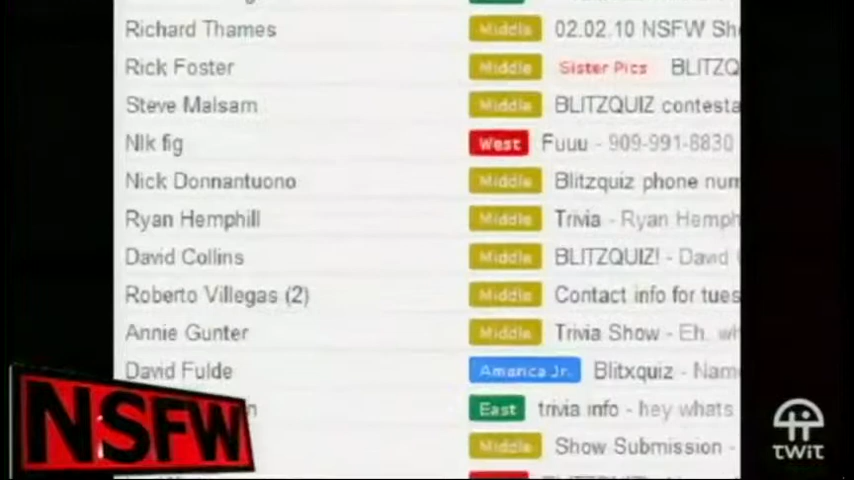 Richard Thames Middle 02.02.10 NSFW Sh
Rick Foster Middle Sister Pics BLITZQ
Steve Malsam Middle BLITZQUIZ contesta
NIk fig West Fuuu - 909-991-8830
Nick Donnantuono Middle Blitzquiz phone num
Ryan Hemphill Middle Trivia - Ryan Hemph
David Collins Middle BLITZQUIZ! - David
Roberto Villegas (2) Middle Contact info for tues
Annie Gunter Middle Trivia Show - Eh. wh
David Fulde America Jr. Blitxquiz - Name
East trivia info - hey whats
Middle Show Submission -
NSFW
TWiT